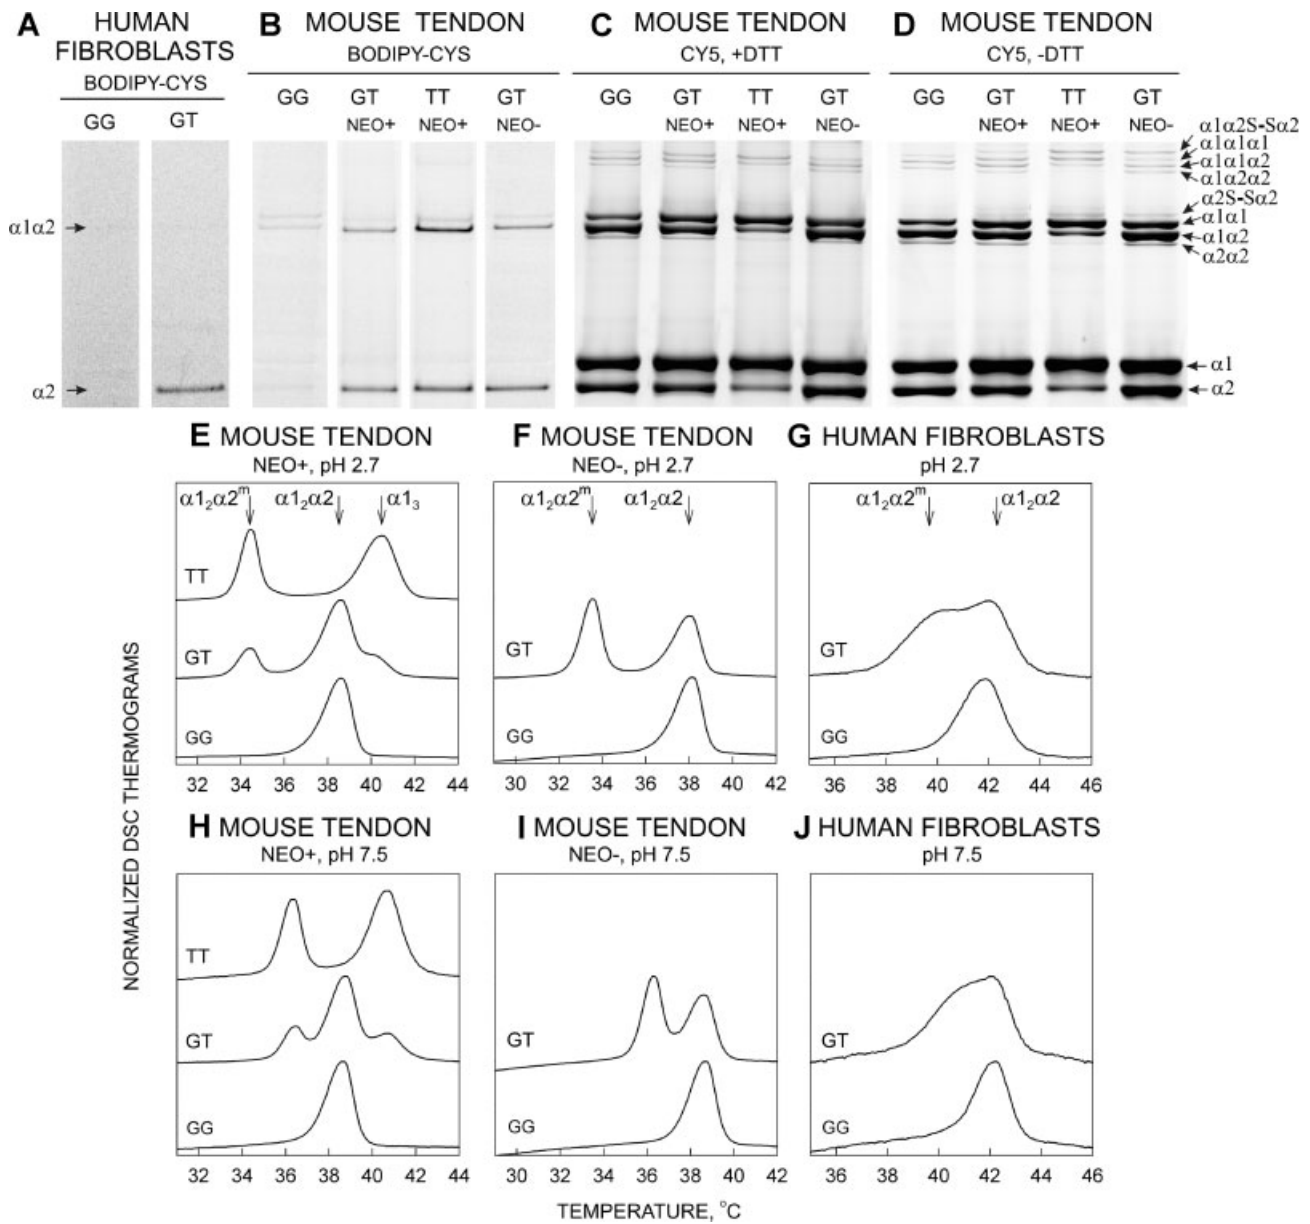 A HUMAN FIBROBLASTS
BODIPY-CYS
GG GT
α1α2
α2
B MOUSE TENDON
BODIPY-CYS
GG GT TT GT
NEO+ NEO+ NEO-
C MOUSE TENDON
CY5, +DTT
GG GT TT GT
NEO+ NEO+ NEO-
D MOUSE TENDON
CY5, -DTT
GG GT TT GT
NEO+ NEO+ NEO-
α1α2S-Sα2
α1α1α1
α1α1α2
α1α2α2
α2S-Sα2
α1α1
α1α2
α2α2
α1
α2
E MOUSE TENDON
NEO+, pH 2.7
α1₂α2ᵐ α1₂α2 α1₃
TT
GT
GG
32 34 36 38 40 42 44
F MOUSE TENDON
NEO-, pH 2.7
α1₂α2ᵐ α1₂α2
GT
GG
30 32 34 36 38 40 42
G HUMAN FIBROBLASTS
pH 2.7
α1₂α2ᵐ α1₂α2
GT
GG
36 38 40 42 44 46
H MOUSE TENDON
NEO+, pH 7.5
TT
GT
GG
32 34 36 38 40 42 44
I MOUSE TENDON
NEO-, pH 7.5
GT
GG
30 32 34 36 38 40 42
J HUMAN FIBROBLASTS
pH 7.5
GT
GG
36 38 40 42 44 46
NORMALIZED DSC THERMOGRAMS
TEMPERATURE, °C